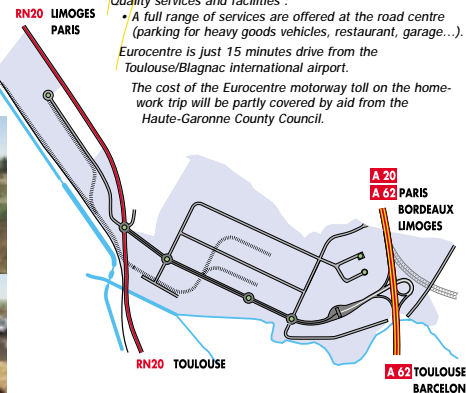 Quality services and facilities :
• A full range of services are offered at the road centre
(parking for heavy goods vehicles, restaurant, garage...).
Eurocentre is just 15 minutes drive from the
Toulouse/Blagnac international airport.
The cost of the Eurocentre motorway toll on the home-
work trip will be partly covered by aid from the
Haute-Garonne County Council.
RN20 LIMOGES
PARIS
A 20
A 62 PARIS
BORDEAUX
LIMOGES
RN20 TOULOUSE
A 62 TOULOUSE
BARCELON